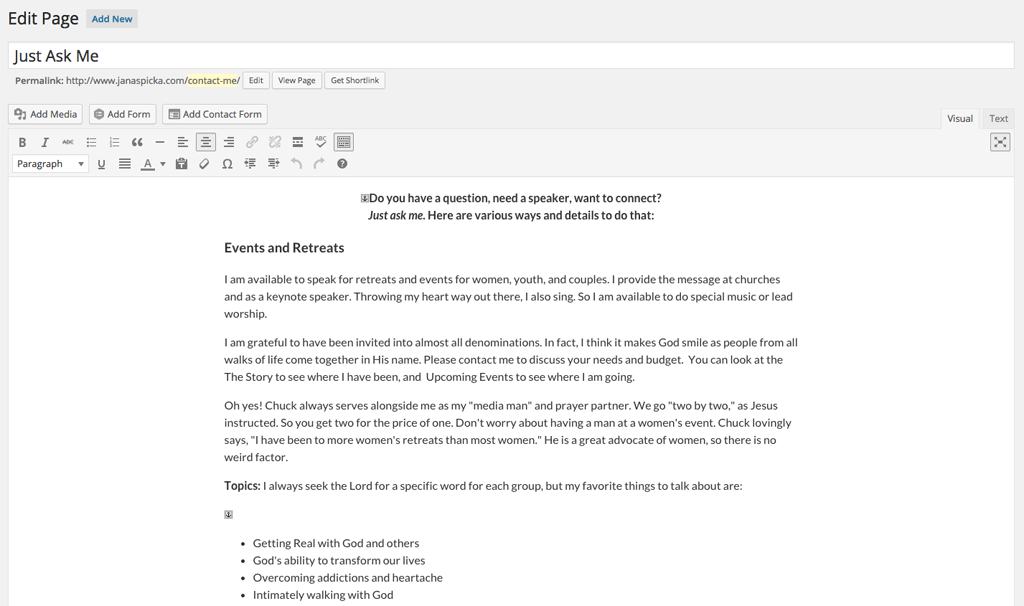 Edit Page Add New
Just Ask Me
Permalink: http://www.janaspicka.com/contact-me/ Edit View Page Get Shortlink
Add Media Add Form Add Contact Form
Visual Text
B I ABC ABC
Paragraph U A Ω ?
Do you have a question, need a speaker, want to connect?
Just ask me. Here are various ways and details to do that:
Events and Retreats
I am available to speak for retreats and events for women, youth, and couples. I provide the message at churches
and as a keynote speaker. Throwing my heart way out there, I also sing. So I am available to do special music or lead
worship.
I am grateful to have been invited into almost all denominations. In fact, I think it makes God smile as people from all
walks of life come together in His name. Please contact me to discuss your needs and budget.  You can look at the
The Story to see where I have been, and  Upcoming Events to see where I am going.
Oh yes! Chuck always serves alongside me as my "media man" and prayer partner. We go "two by two," as Jesus
instructed. So you get two for the price of one. Don't worry about having a man at a women's event. Chuck lovingly
says, "I have been to more women's retreats than most women." He is a great advocate of women, so there is no
weird factor.
Topics: I always seek the Lord for a specific word for each group, but my favorite things to talk about are:
• Getting Real with God and others
• God's ability to transform our lives
• Overcoming addictions and heartache
• Intimately walking with God